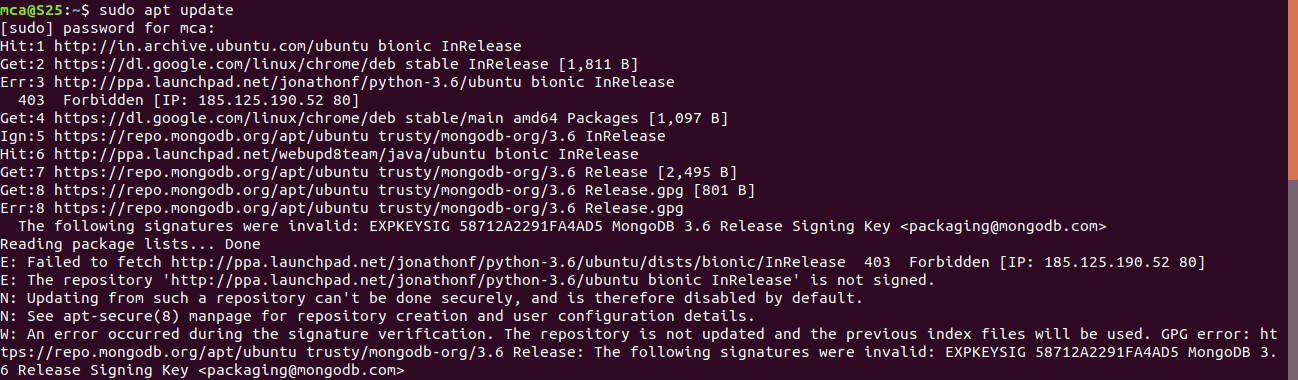 mca@S25:~$ sudo apt update
[sudo] password for mca:
Hit:1 http://in.archive.ubuntu.com/ubuntu bionic InRelease
Get:2 https://dl.google.com/linux/chrome/deb stable InRelease [1,811 B]
Err:3 http://ppa.launchpad.net/jonathonf/python-3.6/ubuntu bionic InRelease
  403  Forbidden [IP: 185.125.190.52 80]
Get:4 https://dl.google.com/linux/chrome/deb stable/main amd64 Packages [1,097 B]
Ign:5 https://repo.mongodb.org/apt/ubuntu trusty/mongodb-org/3.6 InRelease
Hit:6 http://ppa.launchpad.net/webupd8team/java/ubuntu bionic InRelease
Get:7 https://repo.mongodb.org/apt/ubuntu trusty/mongodb-org/3.6 Release [2,495 B]
Get:8 https://repo.mongodb.org/apt/ubuntu trusty/mongodb-org/3.6 Release.gpg [801 B]
Err:8 https://repo.mongodb.org/apt/ubuntu trusty/mongodb-org/3.6 Release.gpg
  The following signatures were invalid: EXPKEYSIG 58712A2291FA4AD5 MongoDB 3.6 Release Signing Key <packaging@mongodb.com>
Reading package lists... Done
E: Failed to fetch http://ppa.launchpad.net/jonathonf/python-3.6/ubuntu/dists/bionic/InRelease  403  Forbidden [IP: 185.125.190.52 80]
E: The repository 'http://ppa.launchpad.net/jonathonf/python-3.6/ubuntu bionic InRelease' is not signed.
N: Updating from such a repository can't be done securely, and is therefore disabled by default.
N: See apt-secure(8) manpage for repository creation and user configuration details.
W: An error occurred during the signature verification. The repository is not updated and the previous index files will be used. GPG error: ht
tps://repo.mongodb.org/apt/ubuntu trusty/mongodb-org/3.6 Release: The following signatures were invalid: EXPKEYSIG 58712A2291FA4AD5 MongoDB 3.
6 Release Signing Key <packaging@mongodb.com>